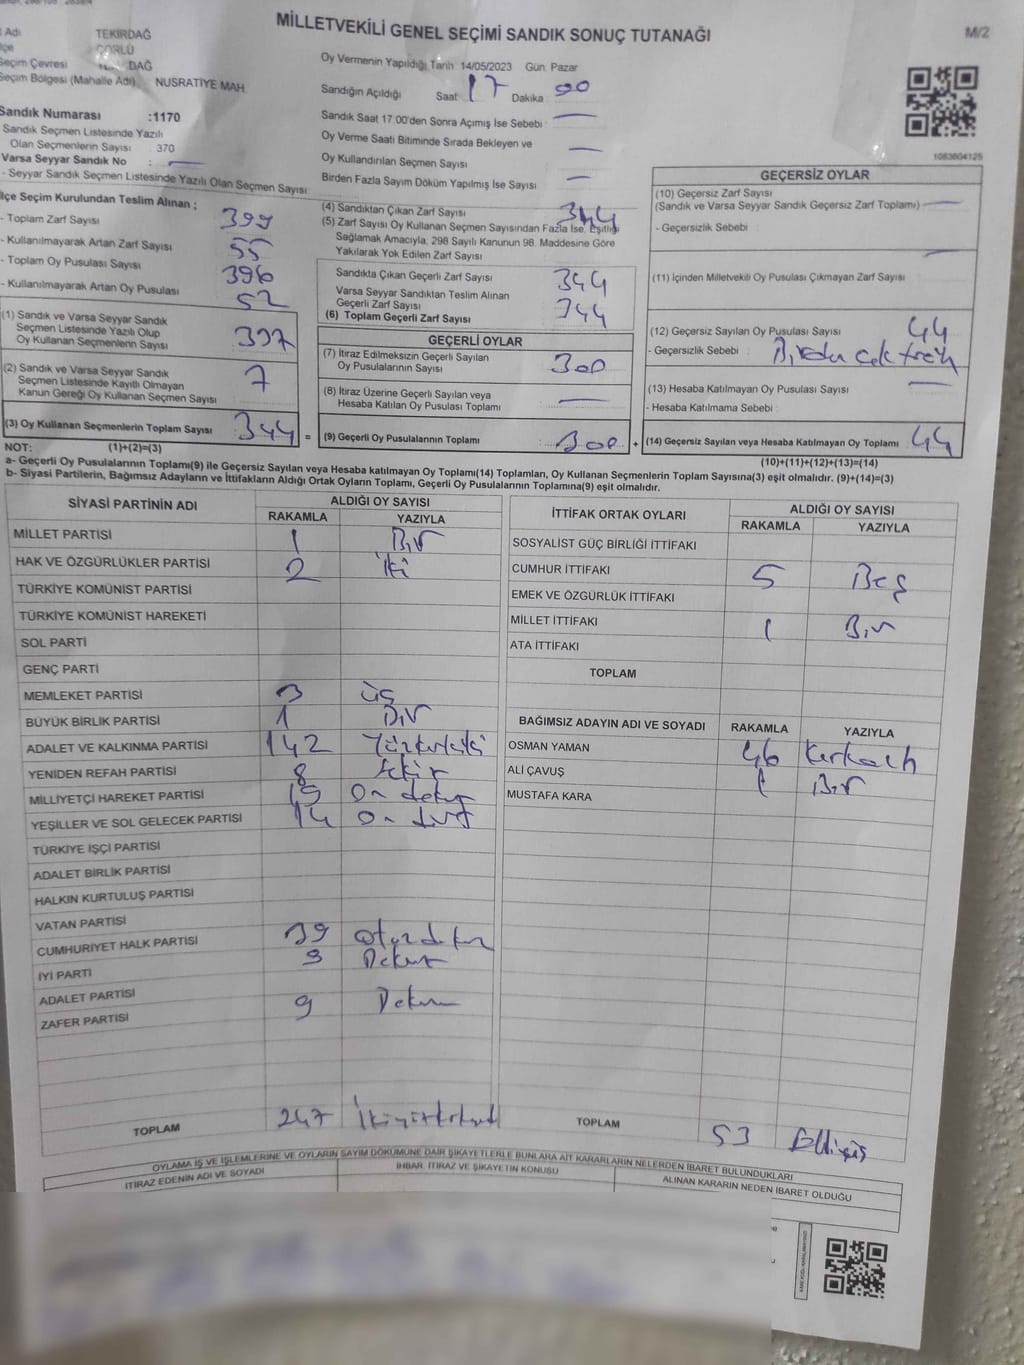 MİLLETVEKİLİ GENEL SEÇİMİ SANDIK SONUÇ TUTANAĞI
M/2
Adı TEKİRDAĞ
ÇORLU
Seçim Çevresi DAĞ
Seçim Bölgesi (Mahalle Adı) NUSRATİYE MAH
Sandık Numarası :1170
Sandık Seçmen Listesinde Yazılı
Olan Seçmenlerin Sayısı : 370
Varsa Seyyar Sandık No : —
- Seyyar Sandık Seçmen Listesinde Yazılı Olan Seçmen Sayısı:
Oy Vermenin Yapıldığı Tarih: 14/05/2023 Gün: Pazar
Sandığın Açıldığı Saat: 17 Dakika 00
Sandık Saat 17.00'den Sonra Açımış İse Sebebi : —
Oy Verme Saati Bitiminde Sırada Bekleyen ve
Oy Kullandırılan Seçmen Sayısı —
Birden Fazla Sayım Döküm Yapılmış İse Sayısı —
1083604125
İlçe Seçim Kurulundan Teslim Alınan ;
- Toplam Zarf Sayısı 399
- Kullanılmayarak Artan Zarf Sayısı 55
- Toplam Oy Pusulası Sayısı 396
- Kullanılmayarak Artan Oy Pusulası 52
(1) Sandık ve Varsa Seyyar Sandık
Seçmen Listesinde Yazılı Olup
Oy Kullanan Seçmenlerin Sayısı 337
(2) Sandık ve Varsa Seyyar Sandık
Seçmen Listesinde Kayıtlı Olmayan
Kanun Gereği Oy Kullanan Seçmen Sayısı 7
(3) Oy Kullanan Seçmenlerin Toplam Sayısı 344 =
(4) Sandıktan Çıkan Zarf Sayısı 344
(5) Zarf Sayısı Oy Kullanan Seçmen Sayısından Fazla İse, Eşitliği
Sağlamak Amacıyla; 298 Sayılı Kanunun 98. Maddesine Göre
Yakılarak Yok Edilen Zarf Sayısı
Sandıkta Çıkan Geçerli Zarf Sayısı 344
Varsa Seyyar Sandıktan Teslim Alınan
Geçerli Zarf Sayısı
(6) Toplam Geçerli Zarf Sayısı 344
GEÇERLİ OYLAR
(7) İtiraz Edilmeksizin Geçerli Sayılan
Oy Pusulalarının Sayısı 300
(8) İtiraz Üzerine Geçerli Sayılan veya
Hesaba Katılan Oy Pusulası Toplamı —
(9) Geçerli Oy Pusulalarının Toplamı : 300 +
GEÇERSİZ OYLAR
(10) Geçersiz Zarf Sayısı
(Sandık ve Varsa Seyyar Sandık Geçersiz Zarf Toplamı) —
- Geçersizlik Sebebi :
(11) İçinden Milletvekili Oy Pusulası Çıkmayan Zarf Sayısı —
(12) Geçersiz Sayılan Oy Pusulası Sayısı 44
- Geçersizlik Sebebi :
(13) Hesaba Katılmayan Oy Pusulası Sayısı —
- Hesaba Katılmama Sebebi :
(14) Geçersiz Sayılan veya Hesaba Katılmayan Oy Toplamı 44
NOT: (1)+(2)=(3)
(10)+(11)+(12)+(13)=(14)
a- Geçerli Oy Pusulalarının Toplamı(9) ile Geçersiz Sayılan veya Hesaba katılmayan Oy Toplamı(14) Toplamları, Oy Kullanan Seçmenlerin Toplam Sayısına(3) eşit olmalıdır. (9)+(14)=(3)
b- Siyasi Partilerin, Bağımsız Adayların ve İttifakların Aldığı Ortak Oyların Toplamı, Geçerli Oy Pusulalarının Toplamına(9) eşit olmalıdır.
SİYASİ PARTİNİN ADI ALDIĞI OY SAYISI
RAKAMLA YAZIYLA
MİLLET PARTİSİ 1 Bir
HAK VE ÖZGÜRLÜKLER PARTİSİ 2 İki
TÜRKİYE KOMÜNİST PARTİSİ
TÜRKİYE KOMÜNİST HAREKETİ
SOL PARTİ
GENÇ PARTİ
MEMLEKET PARTİSİ 3 üç
BÜYÜK BİRLİK PARTİSİ 1 Bir
ADALET VE KALKINMA PARTİSİ 142 Yüzkırkiki
YENİDEN REFAH PARTİSİ 8 Sekiz
MİLLİYETÇİ HAREKET PARTİSİ 19 On dokuz
YEŞİLLER VE SOL GELECEK PARTİSİ 14 On dört
TÜRKİYE İŞÇİ PARTİSİ
ADALET BİRLİK PARTİSİ
HALKIN KURTULUŞ PARTİSİ
VATAN PARTİSİ
CUMHURİYET HALK PARTİSİ 39 otuzdokuz
İYİ PARTİ 9 Dokuz
ADALET PARTİSİ
ZAFER PARTİSİ 9 Dokuz
TOPLAM 247 İkiyüzkırkyedi
İTTİFAK ORTAK OYLARI ALDIĞI OY SAYISI
RAKAMLA YAZIYLA
SOSYALİST GÜÇ BİRLİĞİ İTTİFAKI
CUMHUR İTTİFAKI 5 Beş
EMEK VE ÖZGÜRLÜK İTTİFAKI
MİLLET İTTİFAKI 1 Bir
ATA İTTİFAKI
TOPLAM
BAĞIMSIZ ADAYIN ADI VE SOYADI RAKAMLA YAZIYLA
OSMAN YAMAN 46 Kırkaltı
ALİ ÇAVUŞ 1 Bir
MUSTAFA KARA
TOPLAM 53 Elliüç
OYLAMA İŞ VE İŞLEMLERİNE VE OYLARIN SAYIM DÖKÜMÜNE DAİR ŞİKAYETLERLE BUNLARA AİT KARARLARIN NELERDEN İBARET BULUNDUKLARI
İTİRAZ EDENİN ADI VE SOYADI İHBAR, İTİRAZ VE ŞİKAYETİN KONUSU ALINAN KARARIN NEDEN İBARET OLDUĞU